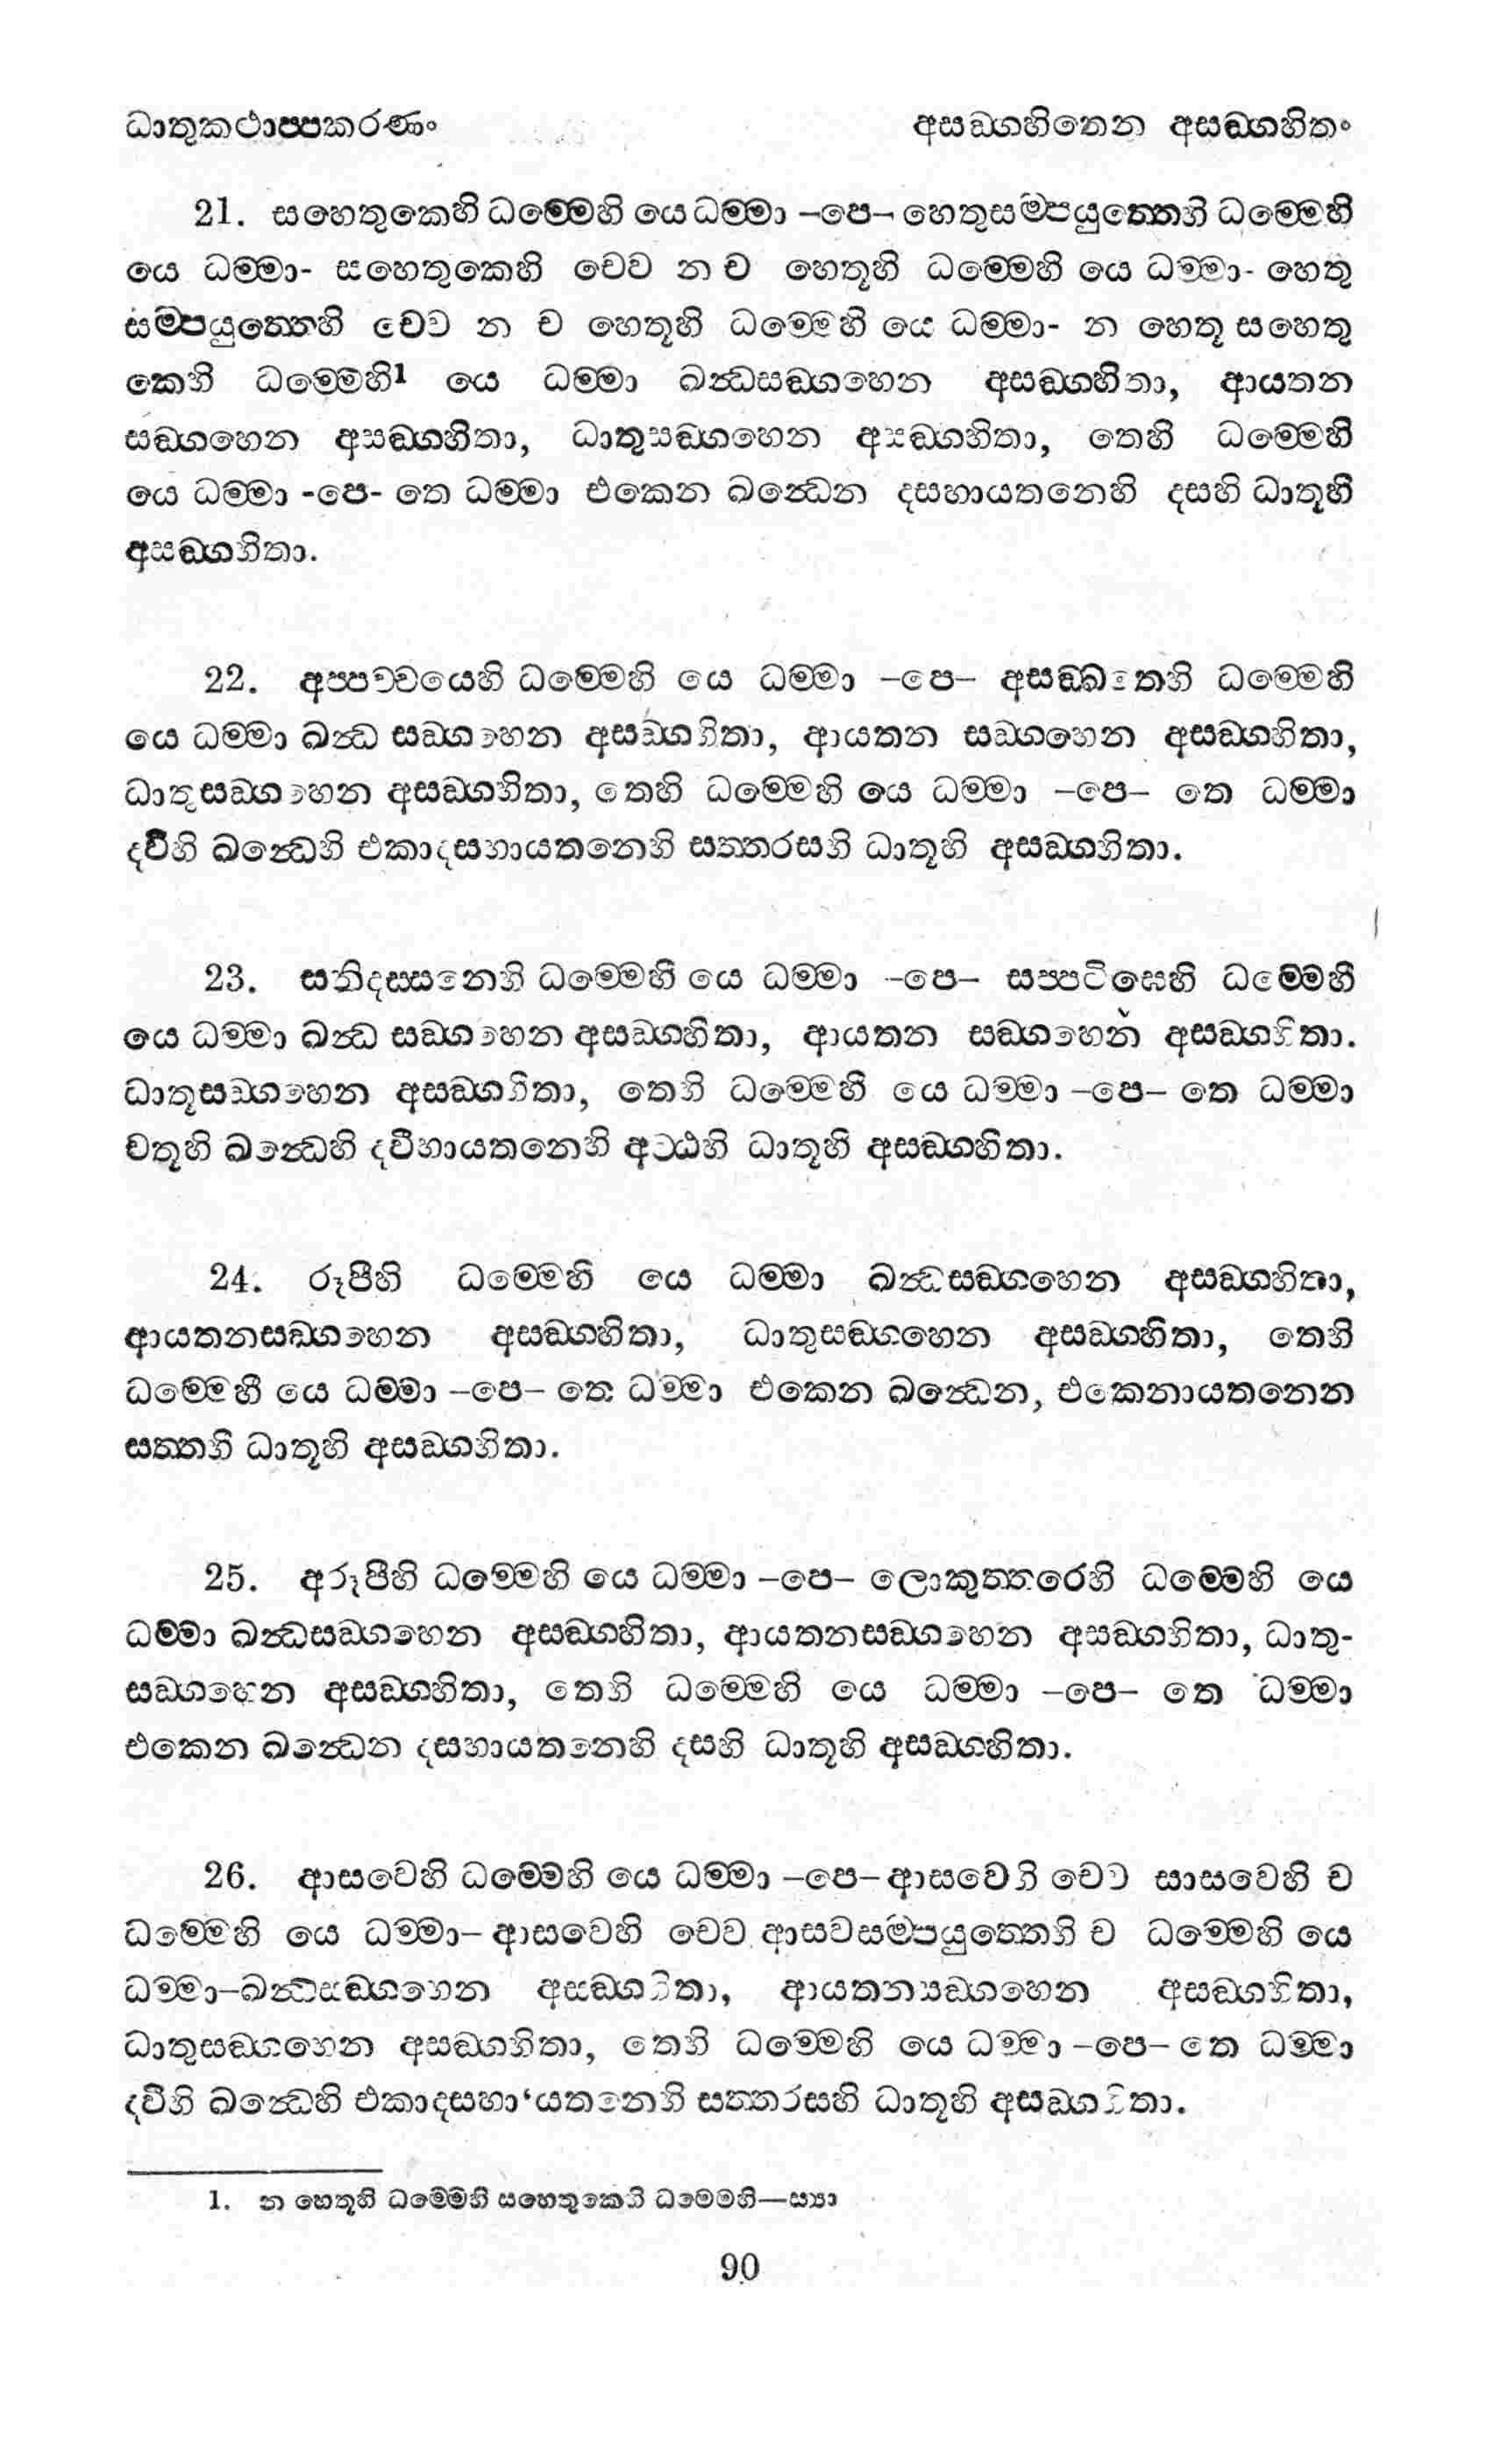 ධාතුකථාප්පකරණං අසඞ්ගහිතෙන අසඞ්ගහිතං
21. සහෙතුකෙහි ධම්මෙහි යෙ ධම්මා -පෙ- හෙතුසම්පයුත්තෙහි ධම්මෙහි
යෙ ධම්මා- සහෙතුකෙහි චෙව න ච හෙතූහි ධම්මෙහි යෙ ධම්මා- හෙතු
සම්පයුත්තෙහි චෙව න ච හෙතූහි ධම්මෙහි යෙ ධම්මා- න හෙතූ සහෙතු
කෙහි ධම්මෙහි1 යෙ ධම්මා ඛන්ධසඞ්ගහෙන අසඞ්ගහිතා, ආයතන
සඞ්ගහෙන අසඞ්ගහිතා, ධාතුසඞ්ගහෙන අසඞ්ගහිතා, තෙහි ධම්මෙහි
යෙ ධම්මා -පෙ- තෙ ධම්මා එකෙන ඛන්ධෙන දසහායතනෙහි දසහි ධාතූහි
අසඞ්ගහිතා.
22. අප්පච්චයෙහි ධම්මෙහි යෙ ධම්මා -පෙ- අසඞ්ඛතෙහි ධම්මෙහි
යෙ ධම්මා ඛන්ධ සඞ්ගහෙන අසඞ්ගහිතා, ආයතන සඞ්ගහෙන අසඞ්ගහිතා,
ධාතුසඞ්ගහෙන අසඞ්ගහිතා, තෙහි ධම්මෙහි යෙ ධම්මා -පෙ- තෙ ධම්මා
ද්වීහි ඛන්ධෙහි එකාදසහායතනෙහි සත්තරසහි ධාතූහි අසඞ්ගහිතා.
23. සනිදස්සනෙහි ධම්මෙහි යෙ ධම්මා -පෙ- සප්පටිඝෙහි ධම්මෙහි
යෙ ධම්මා ඛන්ධ සඞ්ගහෙන අසඞ්ගහිතා, ආයතන සඞ්ගහෙන අසඞ්ගහිතා.
ධාතූසඞ්ගහෙන අසඞ්ගහිතා, තෙහි ධම්මෙහි යෙ ධම්මා -පෙ- තෙ ධම්මා
චතූහි ඛන්ධෙහි ද්වීහායතනෙහි අට්ඨහි ධාතූහි අසඞ්ගහිතා.
24. රූපීහි ධම්මෙහි යෙ ධම්මා ඛන්ධසඞ්ගහෙන අසඞ්ගහිතා,
ආයතනසඞ්ගහෙන අසඞ්ගහිතා, ධාතුසඞ්ගහෙන අසඞ්ගහිතා, තෙහි
ධම්මෙහි යෙ ධම්මා -පෙ- තෙ ධම්මා එකෙන ඛන්ධෙන, එකෙනායතනෙන
සත්තහි ධාතූහි අසඞ්ගහිතා.
25. අරූපීහි ධම්මෙහි යෙ ධම්මා -පෙ- ලොකුත්තරෙහි ධම්මෙහි යෙ
ධම්මා ඛන්ධසඞ්ගහෙන අසඞ්ගහිතා, ආයතනසඞ්ගහෙන අසඞ්ගහිතා, ධාතු-
සඞ්ගහෙන අසඞ්ගහිතා, තෙහි ධම්මෙහි යෙ ධම්මා -පෙ- තෙ ධම්මා
එකෙන ඛන්ධෙන දසහායතනෙහි දසහි ධාතූහි අසඞ්ගහිතා.
26. ආසවෙහි ධම්මෙහි යෙ ධම්මා -පෙ- ආසවෙහි චෙව සාසවෙහි ච
ධම්මෙහි යෙ ධම්මා- ආසවෙහි චෙව ආසවසම්පයුත්තෙහි ච ධම්මෙහි යෙ
ධම්මා-ඛන්ධසඞ්ගහෙන අසඞ්ගහිතා, ආයතනසඞ්ගහෙන අසඞ්ගහිතා,
ධාතුසඞ්ගහෙන අසඞ්ගහිතා, තෙහි ධම්මෙහි යෙ ධම්මා -පෙ- තෙ ධම්මා
ද්වීහි ඛන්ධෙහි එකාදසහා‘යතනෙහි සත්තරසහි ධාතූහි අසඞ්ගහිතා.
1. න හෙතූහි ධම්මෙහි සහෙතුකෙහි ධම්මෙහි—ස්‍යා
90